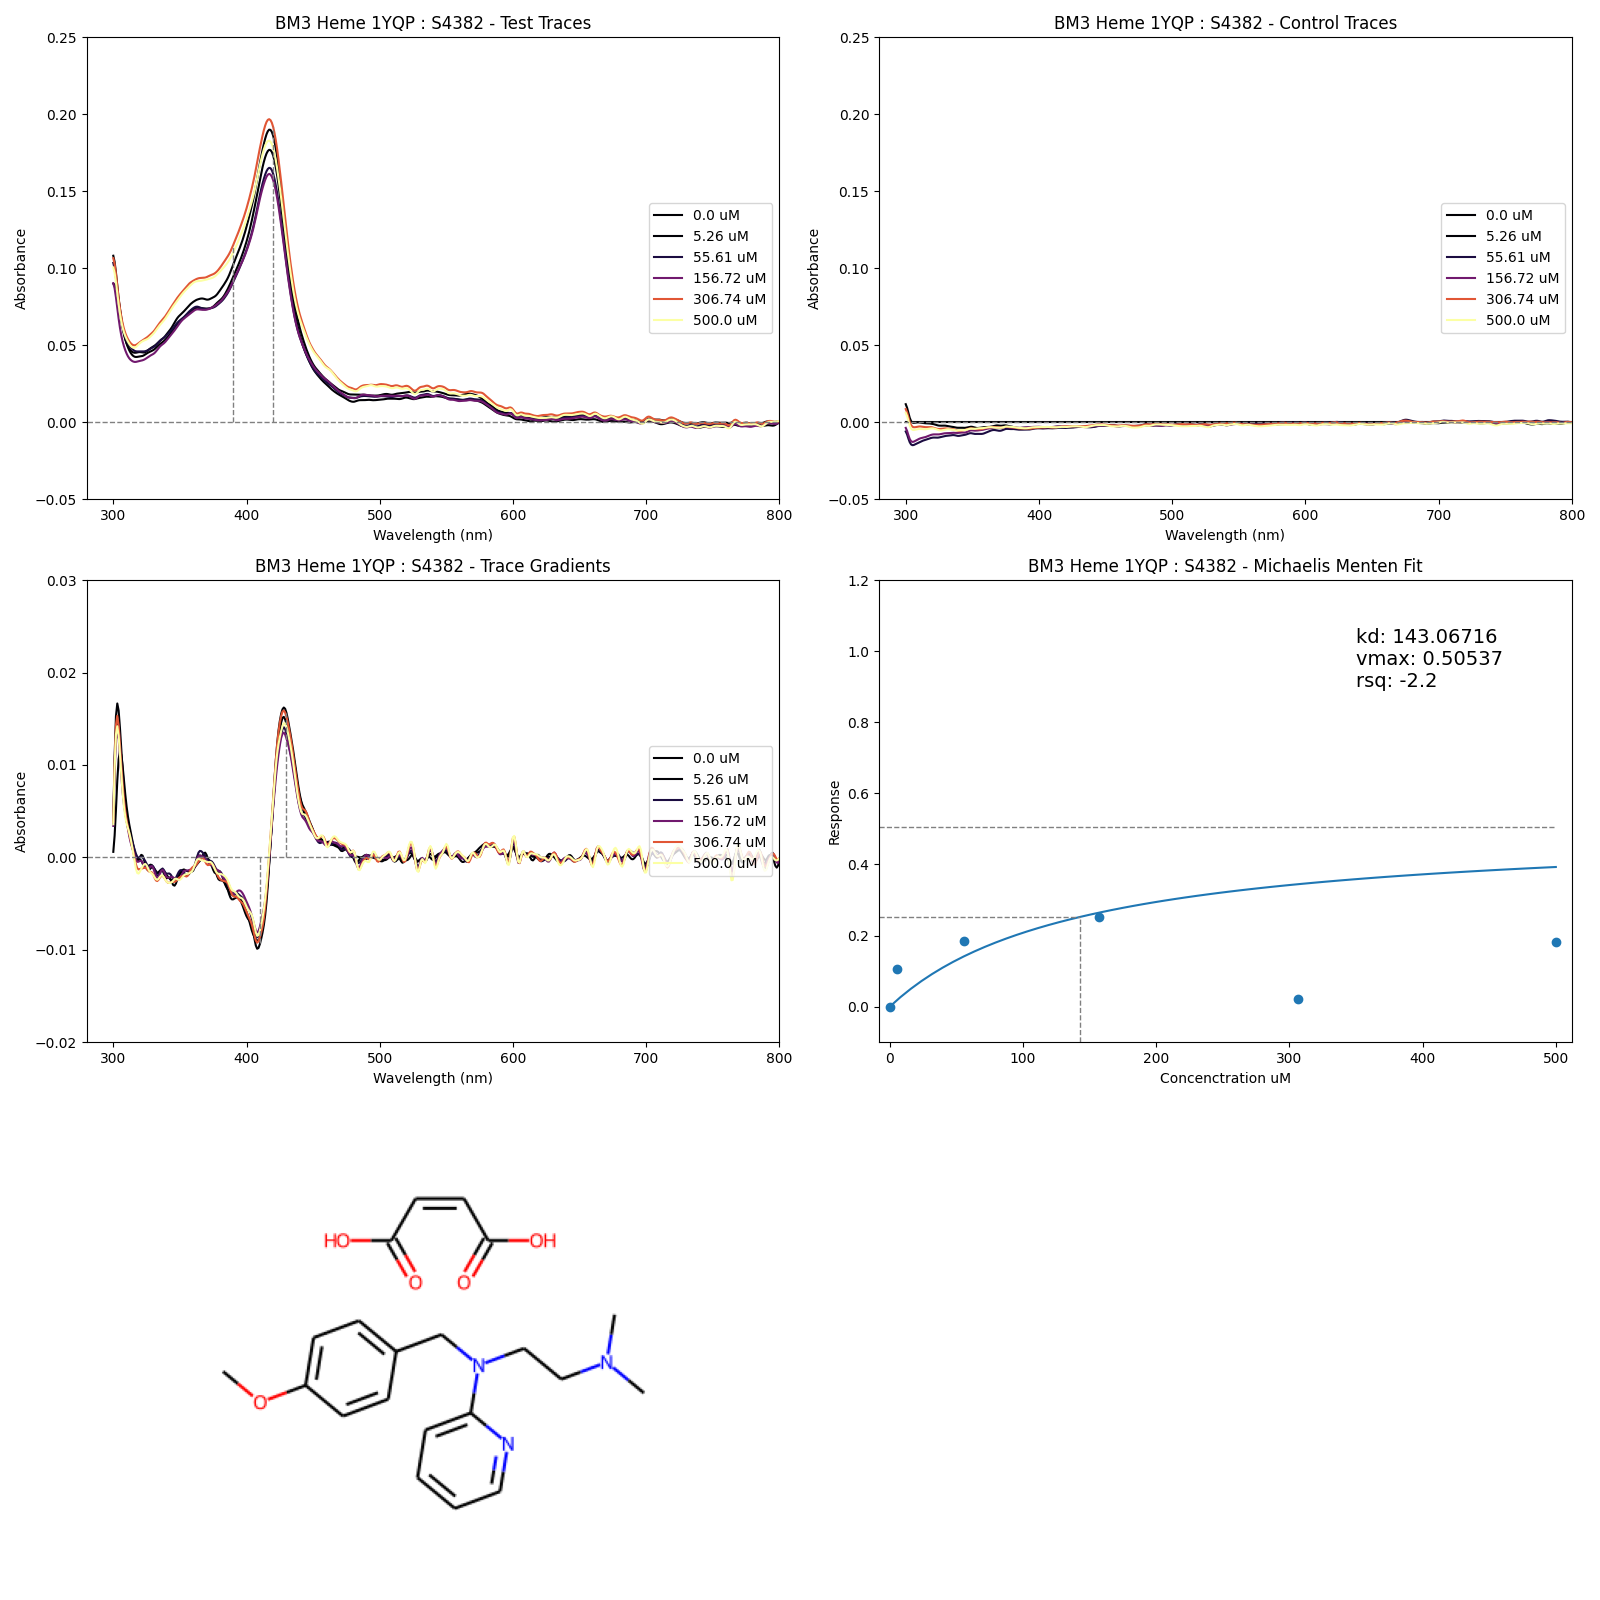 BM3 Heme 1YQP : S4382 - Test Traces
0.25
0.20
0.15
0.10
0.05
0.00
−0.05
Absorbance
300 400 500 600 700 800
Wavelength (nm)
0.0 uM
5.26 uM
55.61 uM
156.72 uM
306.74 uM
500.0 uM
BM3 Heme 1YQP : S4382 - Control Traces
0.25
0.20
0.15
0.10
0.05
0.00
−0.05
Absorbance
300 400 500 600 700 800
Wavelength (nm)
0.0 uM
5.26 uM
55.61 uM
156.72 uM
306.74 uM
500.0 uM
BM3 Heme 1YQP : S4382 - Trace Gradients
0.03
0.02
0.01
0.00
−0.01
−0.02
Absorbance
300 400 500 600 700 800
Wavelength (nm)
0.0 uM
5.26 uM
55.61 uM
156.72 uM
306.74 uM
500.0 uM
BM3 Heme 1YQP : S4382 - Michaelis Menten Fit
1.2
1.0
0.8
0.6
0.4
0.2
0.0
Response
kd: 143.06716
vmax: 0.50537
rsq: -2.2
0 100 200 300 400 500
Concenctration uM
HO OH
O O
N
N
O
N